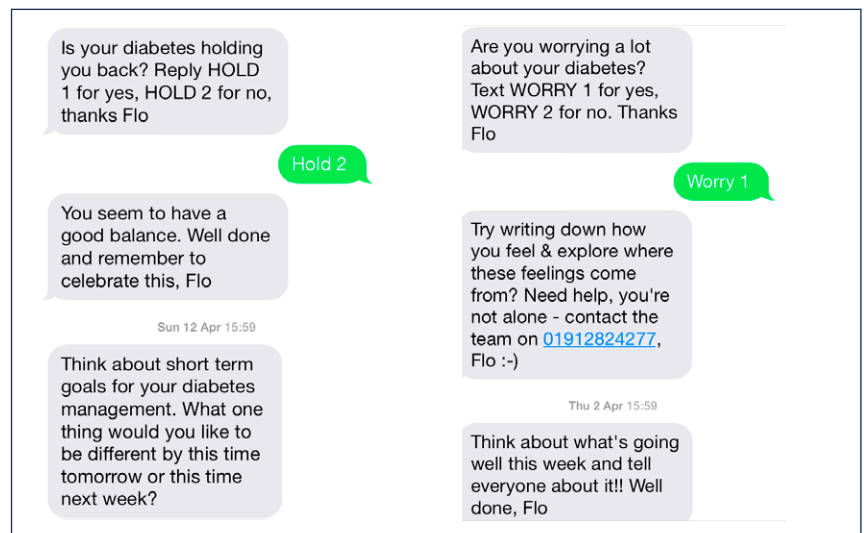 Is your diabetes holding
you back? Reply HOLD
1 for yes, HOLD 2 for no,
thanks Flo
Hold 2
You seem to have a
good balance. Well done
and remember to
celebrate this, Flo
Sun 12 Apr 15:59
Think about short term
goals for your diabetes
management. What one
thing would you like to
be different by this time
tomorrow or this time
next week?
Are you worrying a lot
about your diabetes?
Text WORRY 1 for yes,
WORRY 2 for no. Thanks
Flo
Worry 1
Try writing down how
you feel & explore where
these feelings come
from? Need help, you're
not alone - contact the
team on 01912824277,
Flo :-)
Thu 2 Apr 15:59
Think about what's going
well this week and tell
everyone about it!! Well
done, Flo